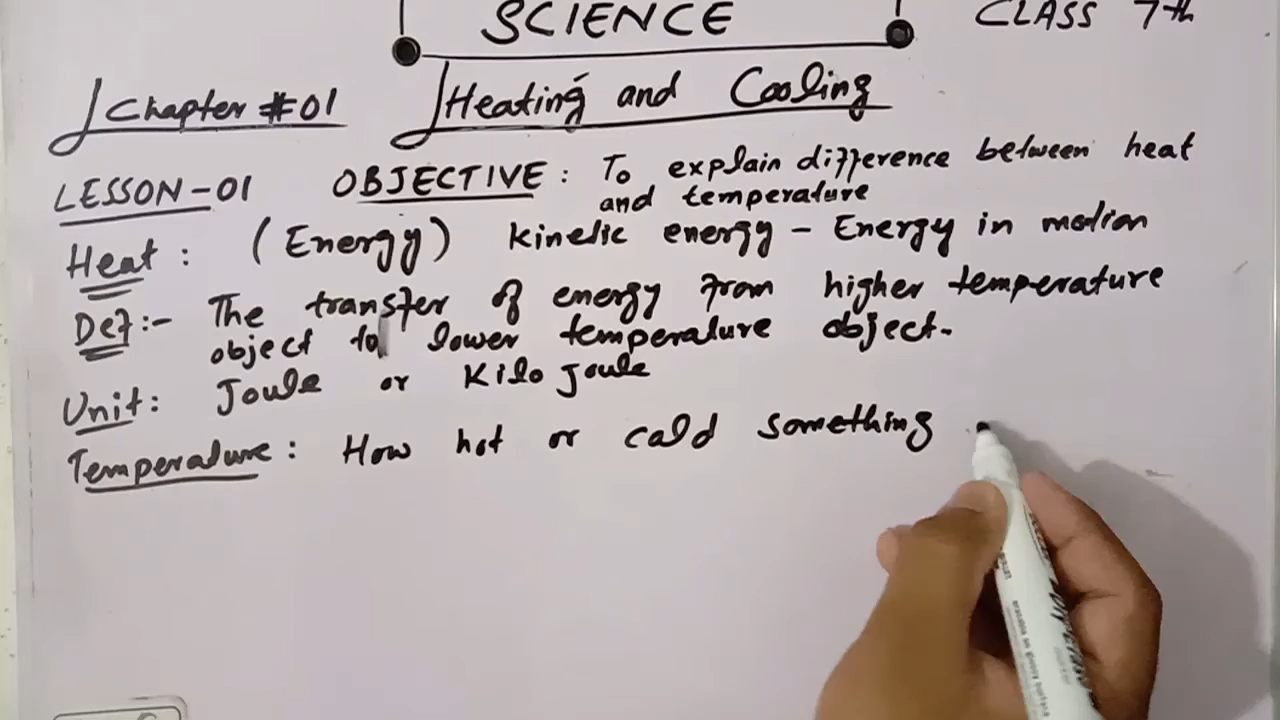 SCIENCE
CLASS 7th
Chapter #01 Heating and Cooling
LESSON-01 OBJECTIVE: To explain difference between heat
and temperature
Heat: (Energy) kinetic energy - Energy in motion
Def:- The transfer of energy from higher temperature
object to lower temperature object.
Unit: Joule or Kilo Joule
Temperature: How hot or cold something